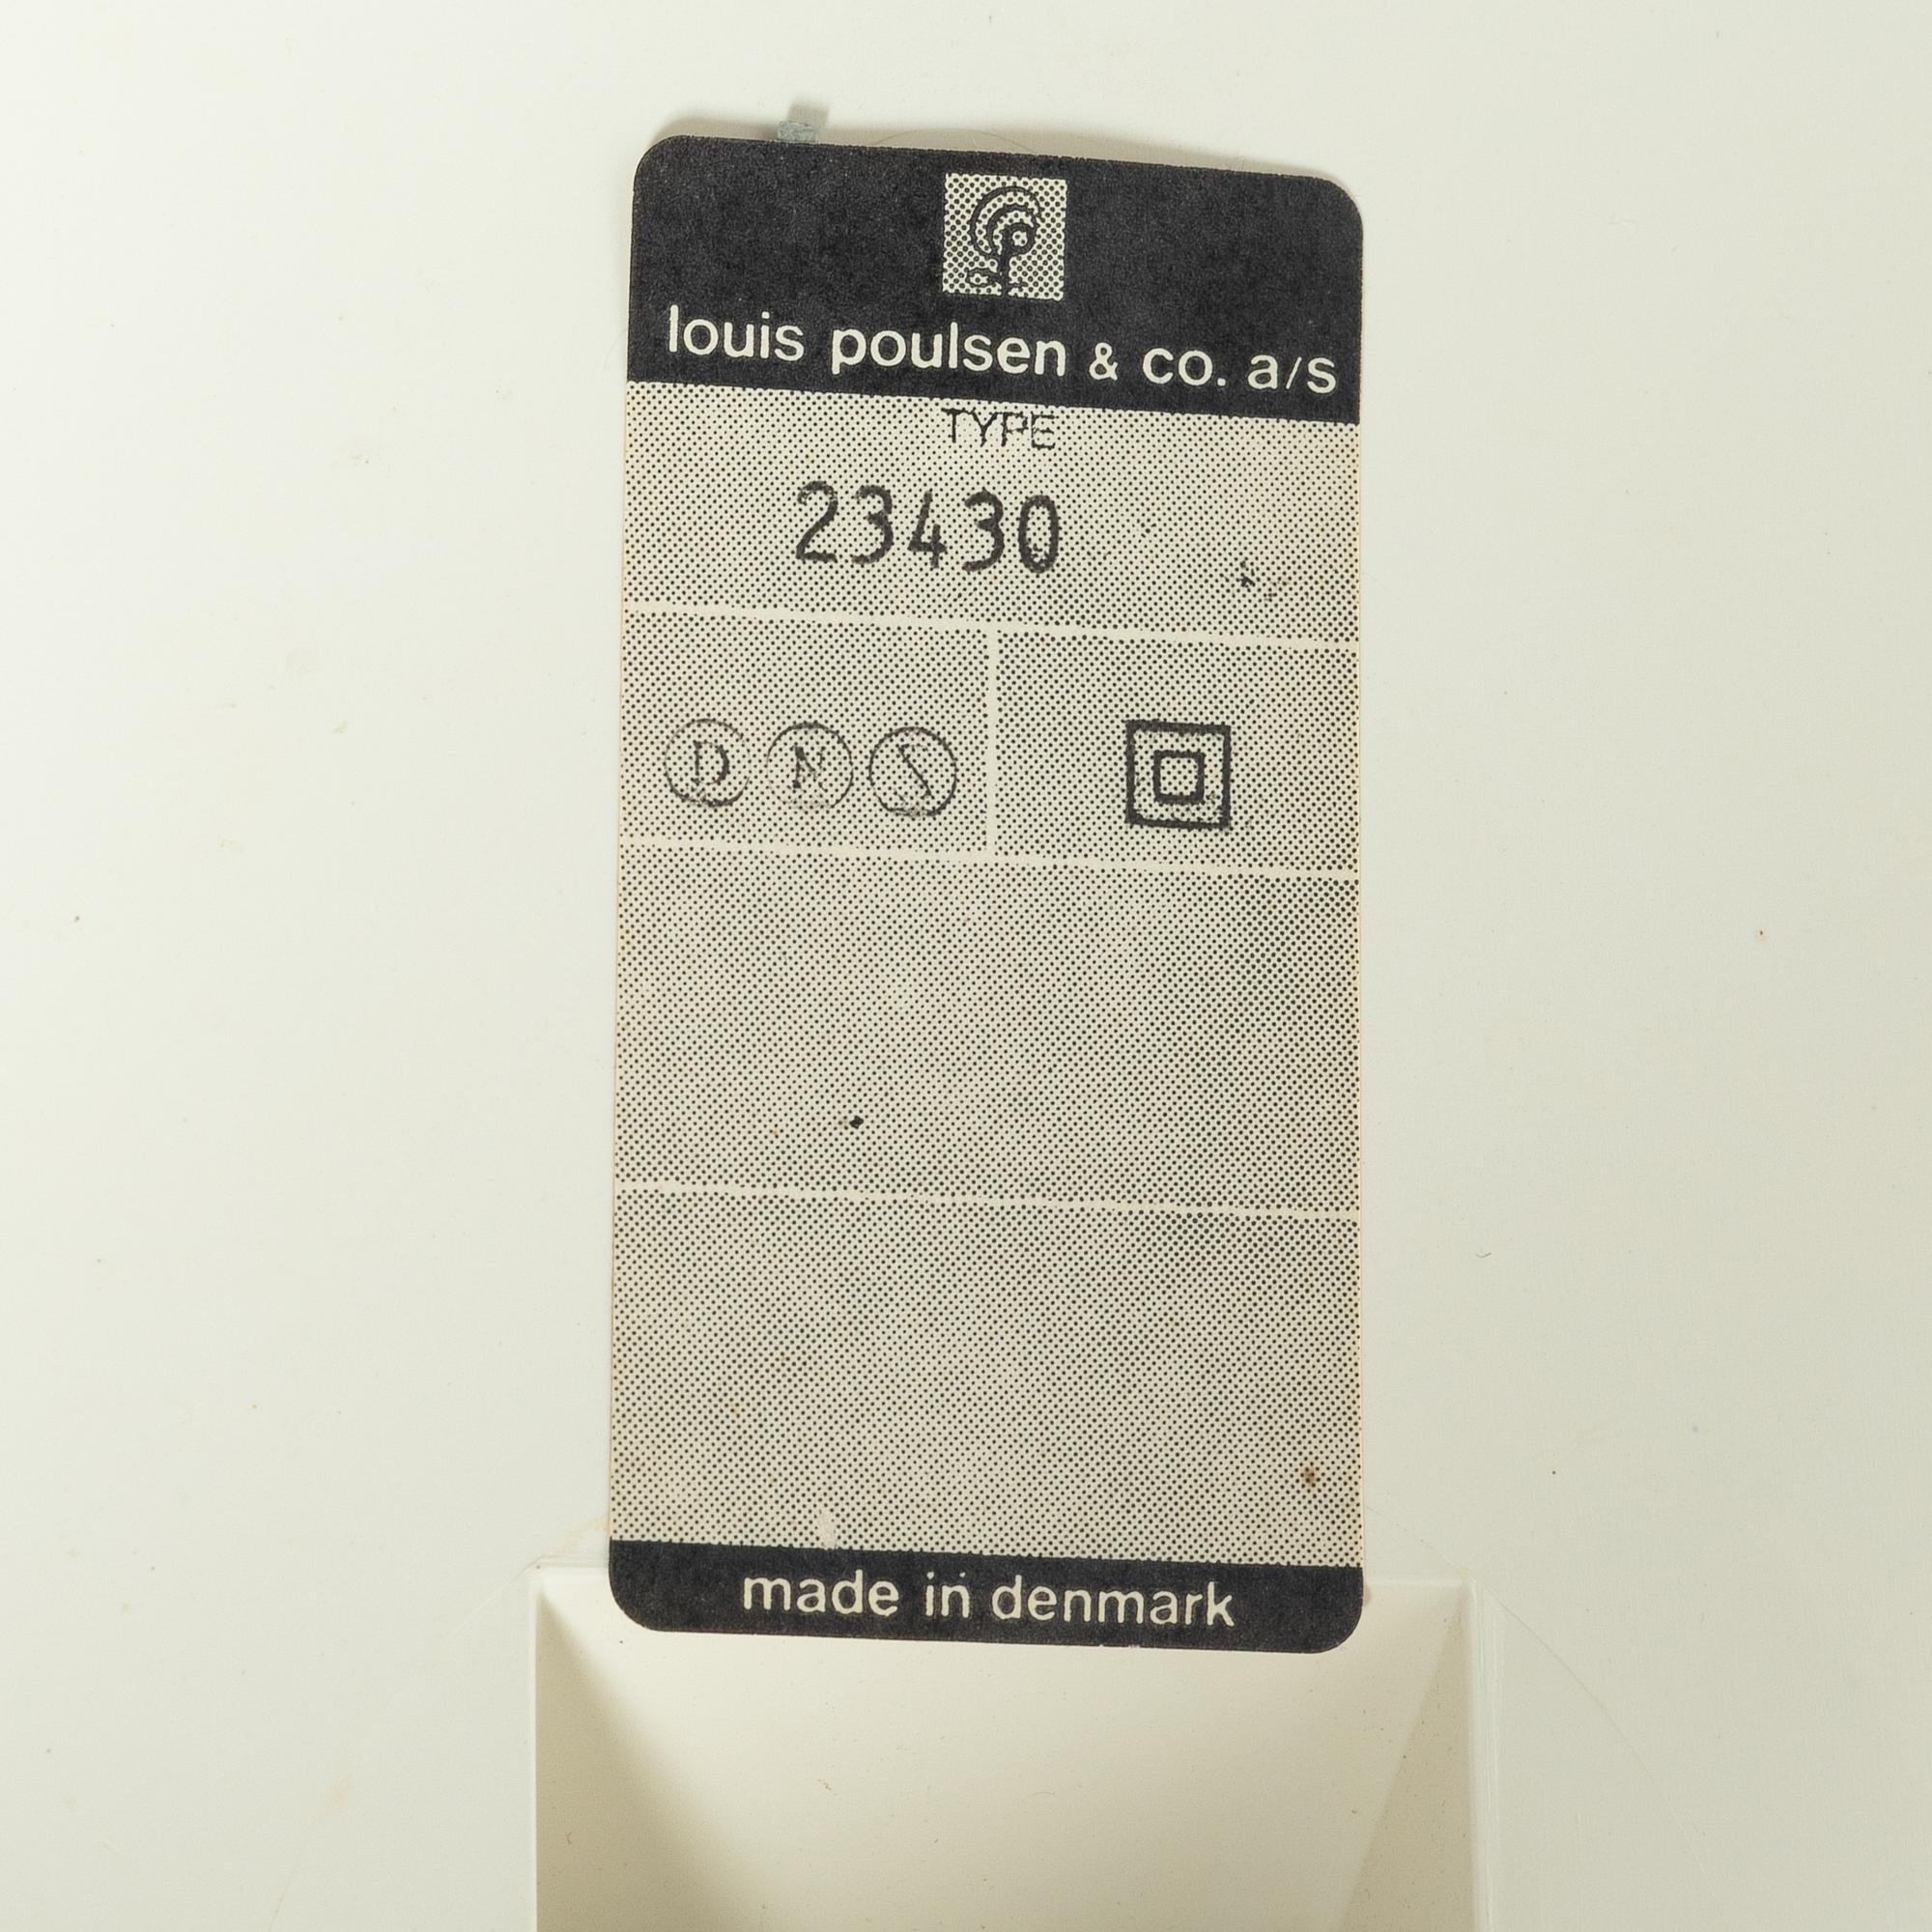 louis poulsen & co. a/s
TYPE
23430
D N S
made in denmark